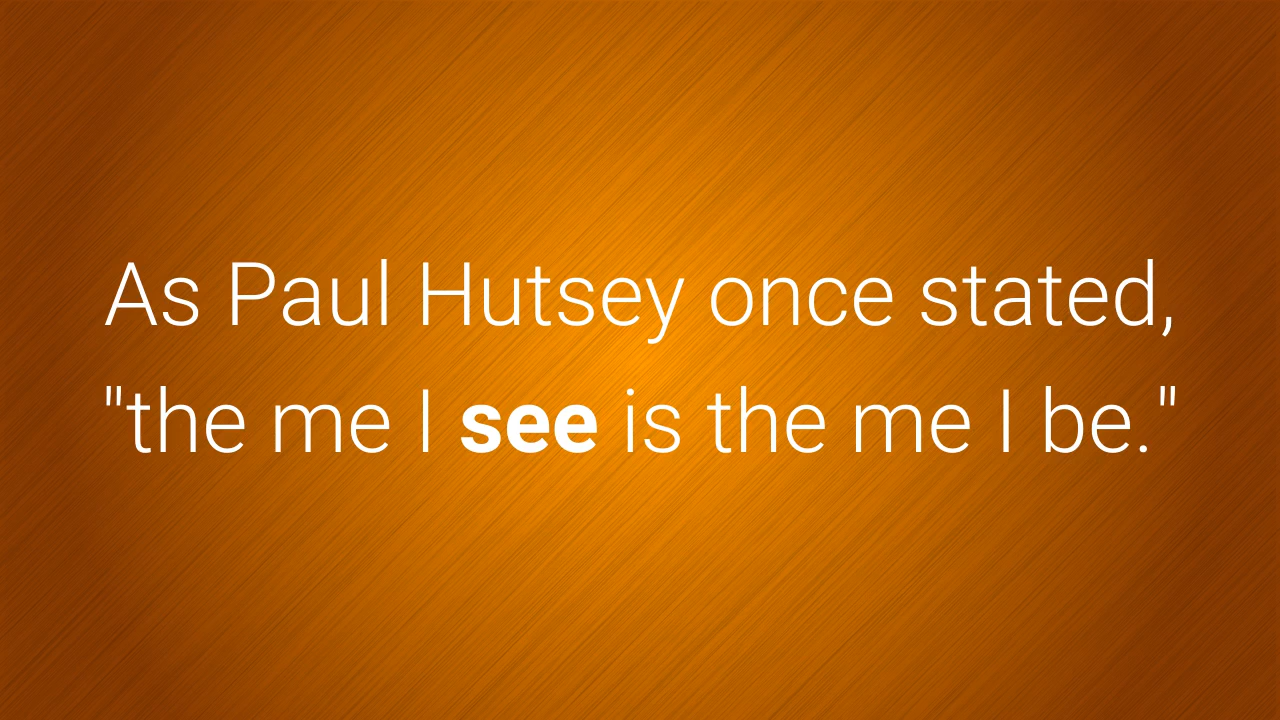 As Paul Hutsey once stated,
"the me I see is the me I be."